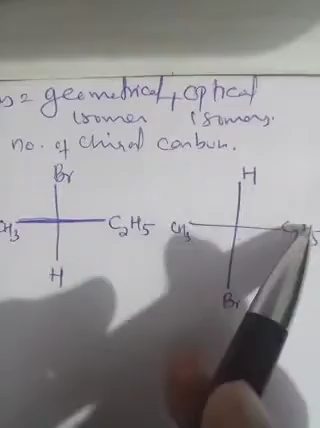 = geometrical, optical
isomer isomers.
no. of chiral carbon.
Br H
CH3 C2H5 CH3
H Br